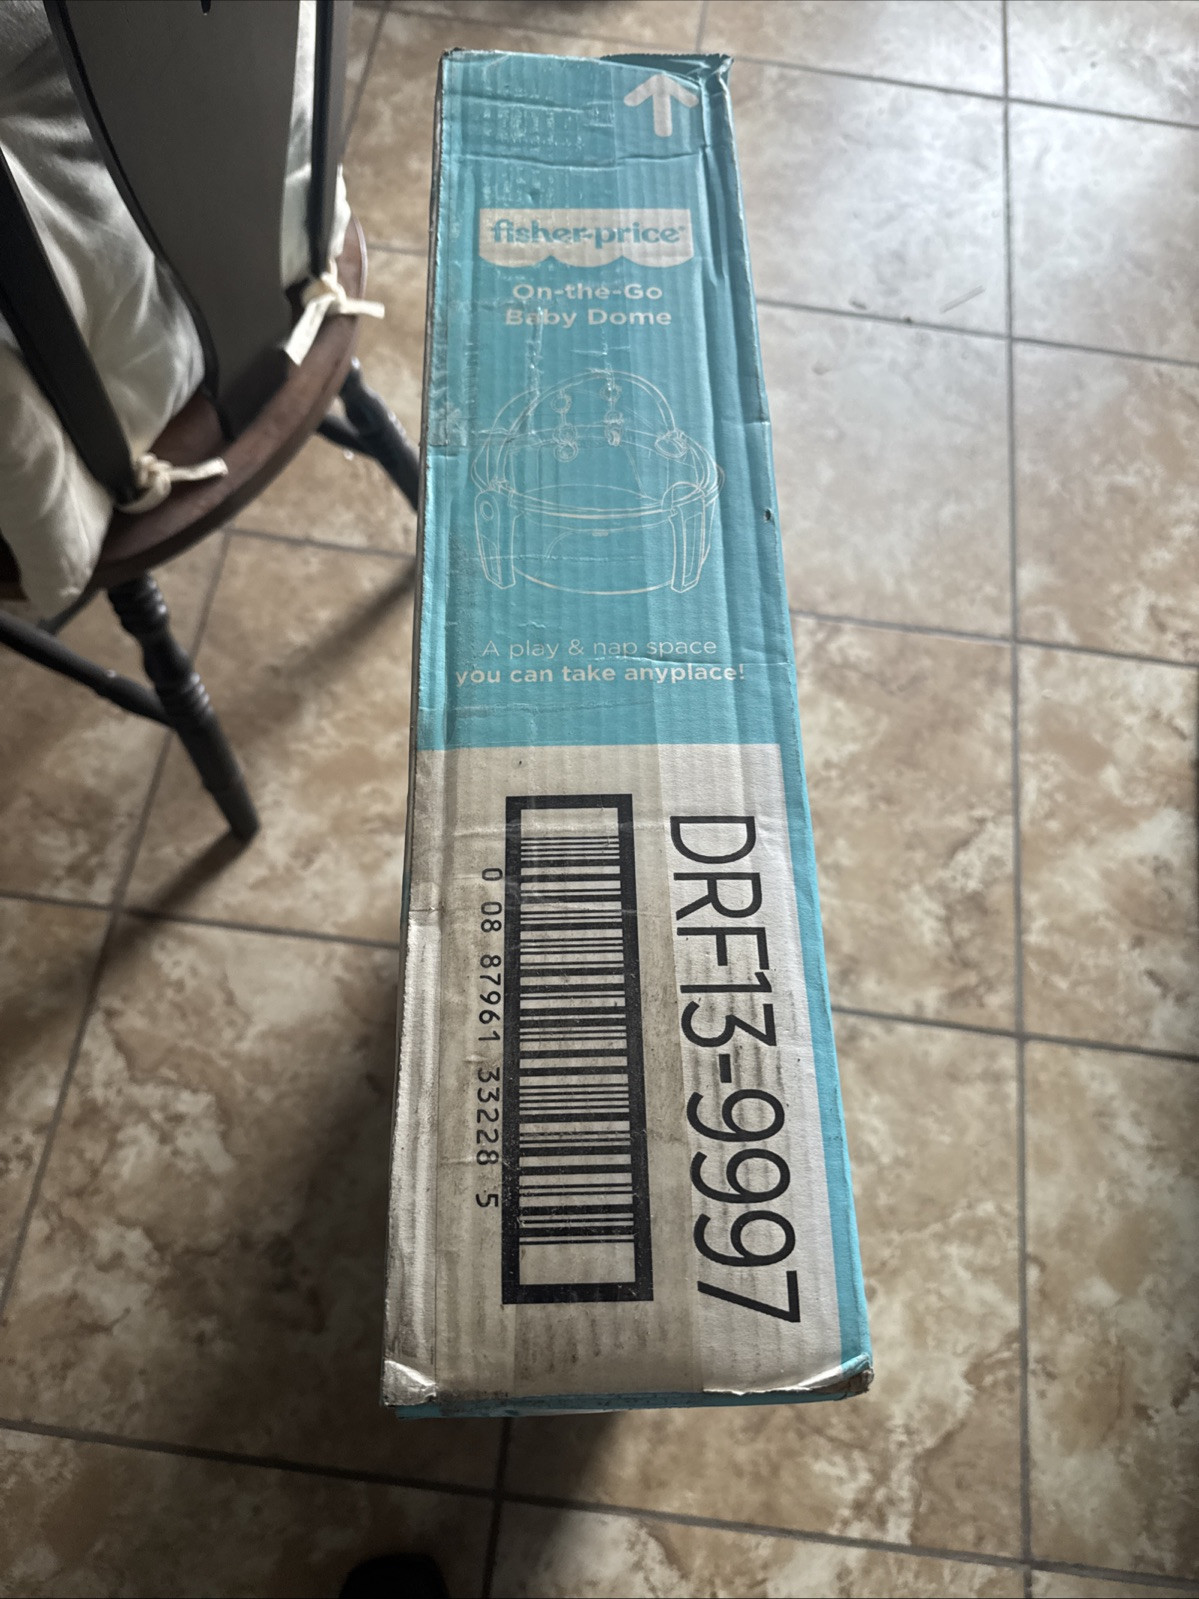 fisher-price
On-the-Go
Baby Dome
A play & nap space
you can take anyplace!
DRF13-9997
0 08 87961 33228 5